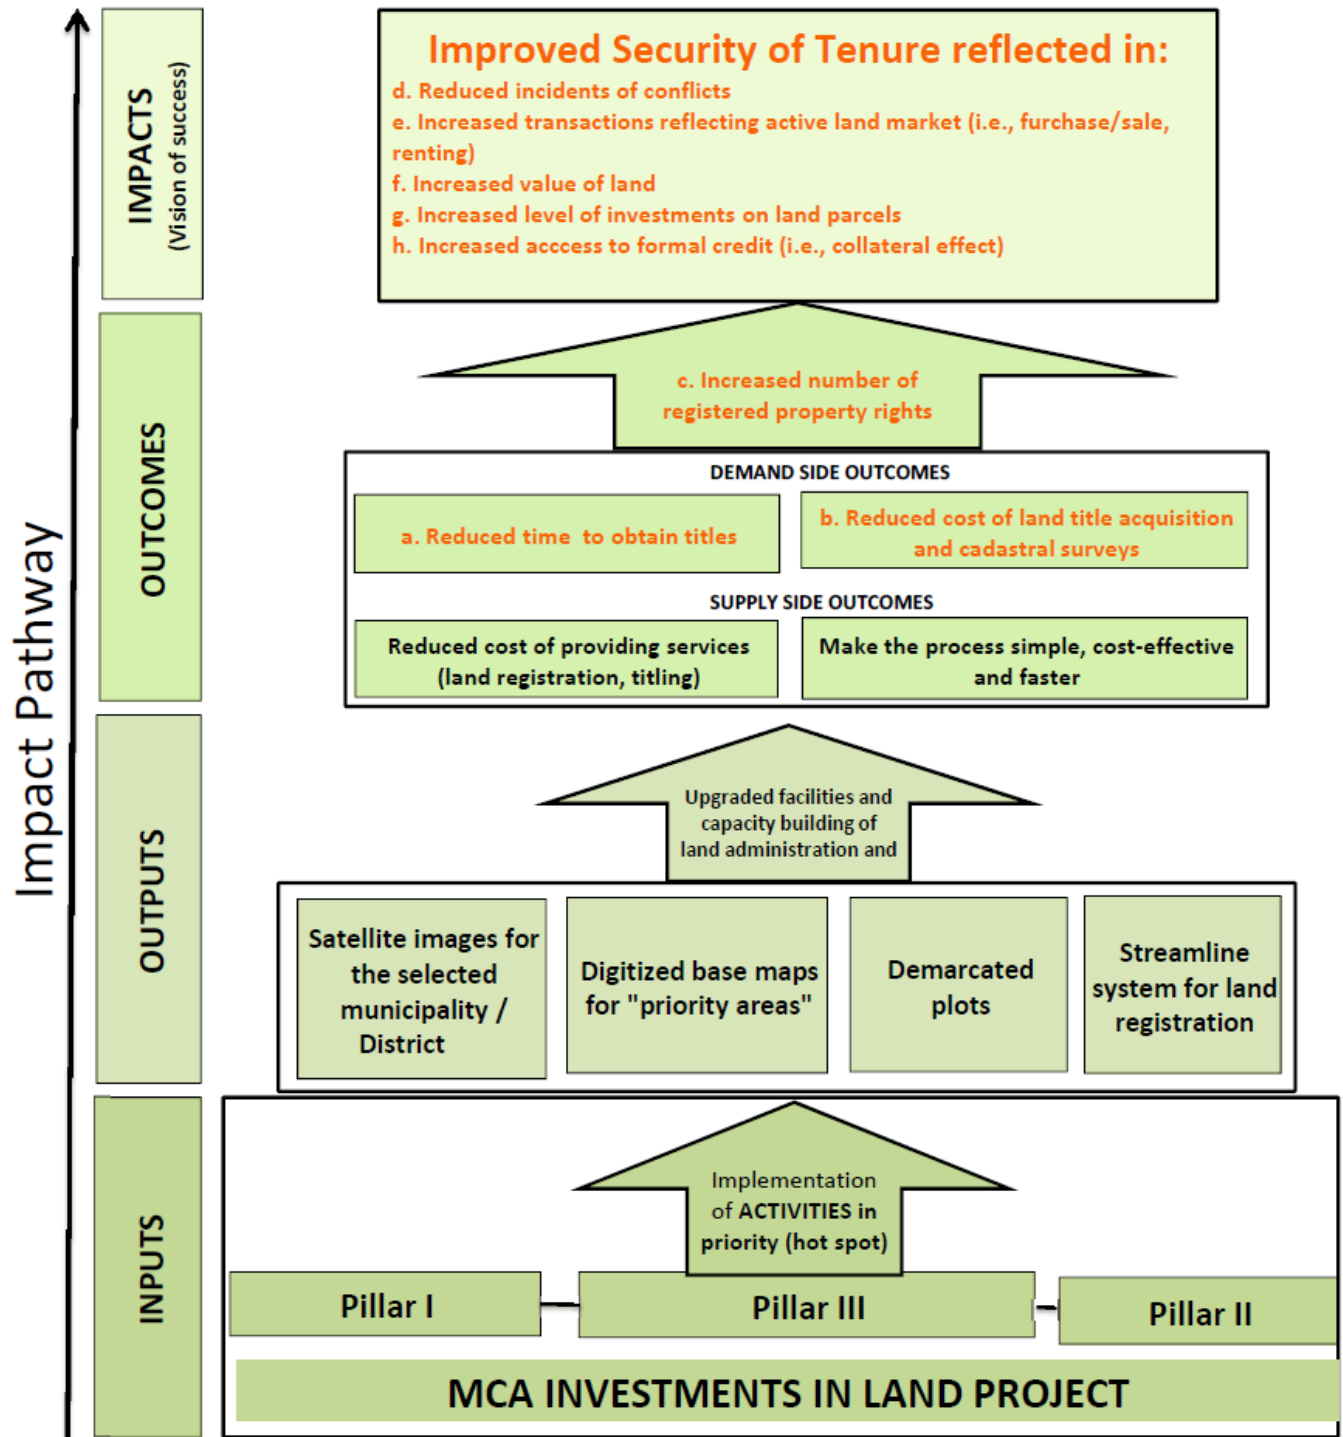 Impact Pathway
IMPACTS
(Vision of success)
Improved Security of Tenure reflected in:
d. Reduced incidents of conflicts
e. Increased transactions reflecting active land market (i.e., furchase/sale,
renting)
f. Increased value of land
g. Increased level of investments on land parcels
h. Increased acccess to formal credit (i.e., collateral effect)
OUTCOMES
c. Increased number of
registered property rights
DEMAND SIDE OUTCOMES
a. Reduced time to obtain titles
b. Reduced cost of land title acquisition
and cadastral surveys
SUPPLY SIDE OUTCOMES
Reduced cost of providing services
(land registration, titling)
Make the process simple, cost-effective
and faster
OUTPUTS
Upgraded facilities and
capacity building of
land administration and
Satellite images for
the selected
municipality /
District
Digitized base maps
for "priority areas"
Demarcated
plots
Streamline
system for land
registration
INPUTS
Implementation
of ACTIVITIES in
priority (hot spot)
Pillar I
Pillar III
Pillar II
MCA INVESTMENTS IN LAND PROJECT